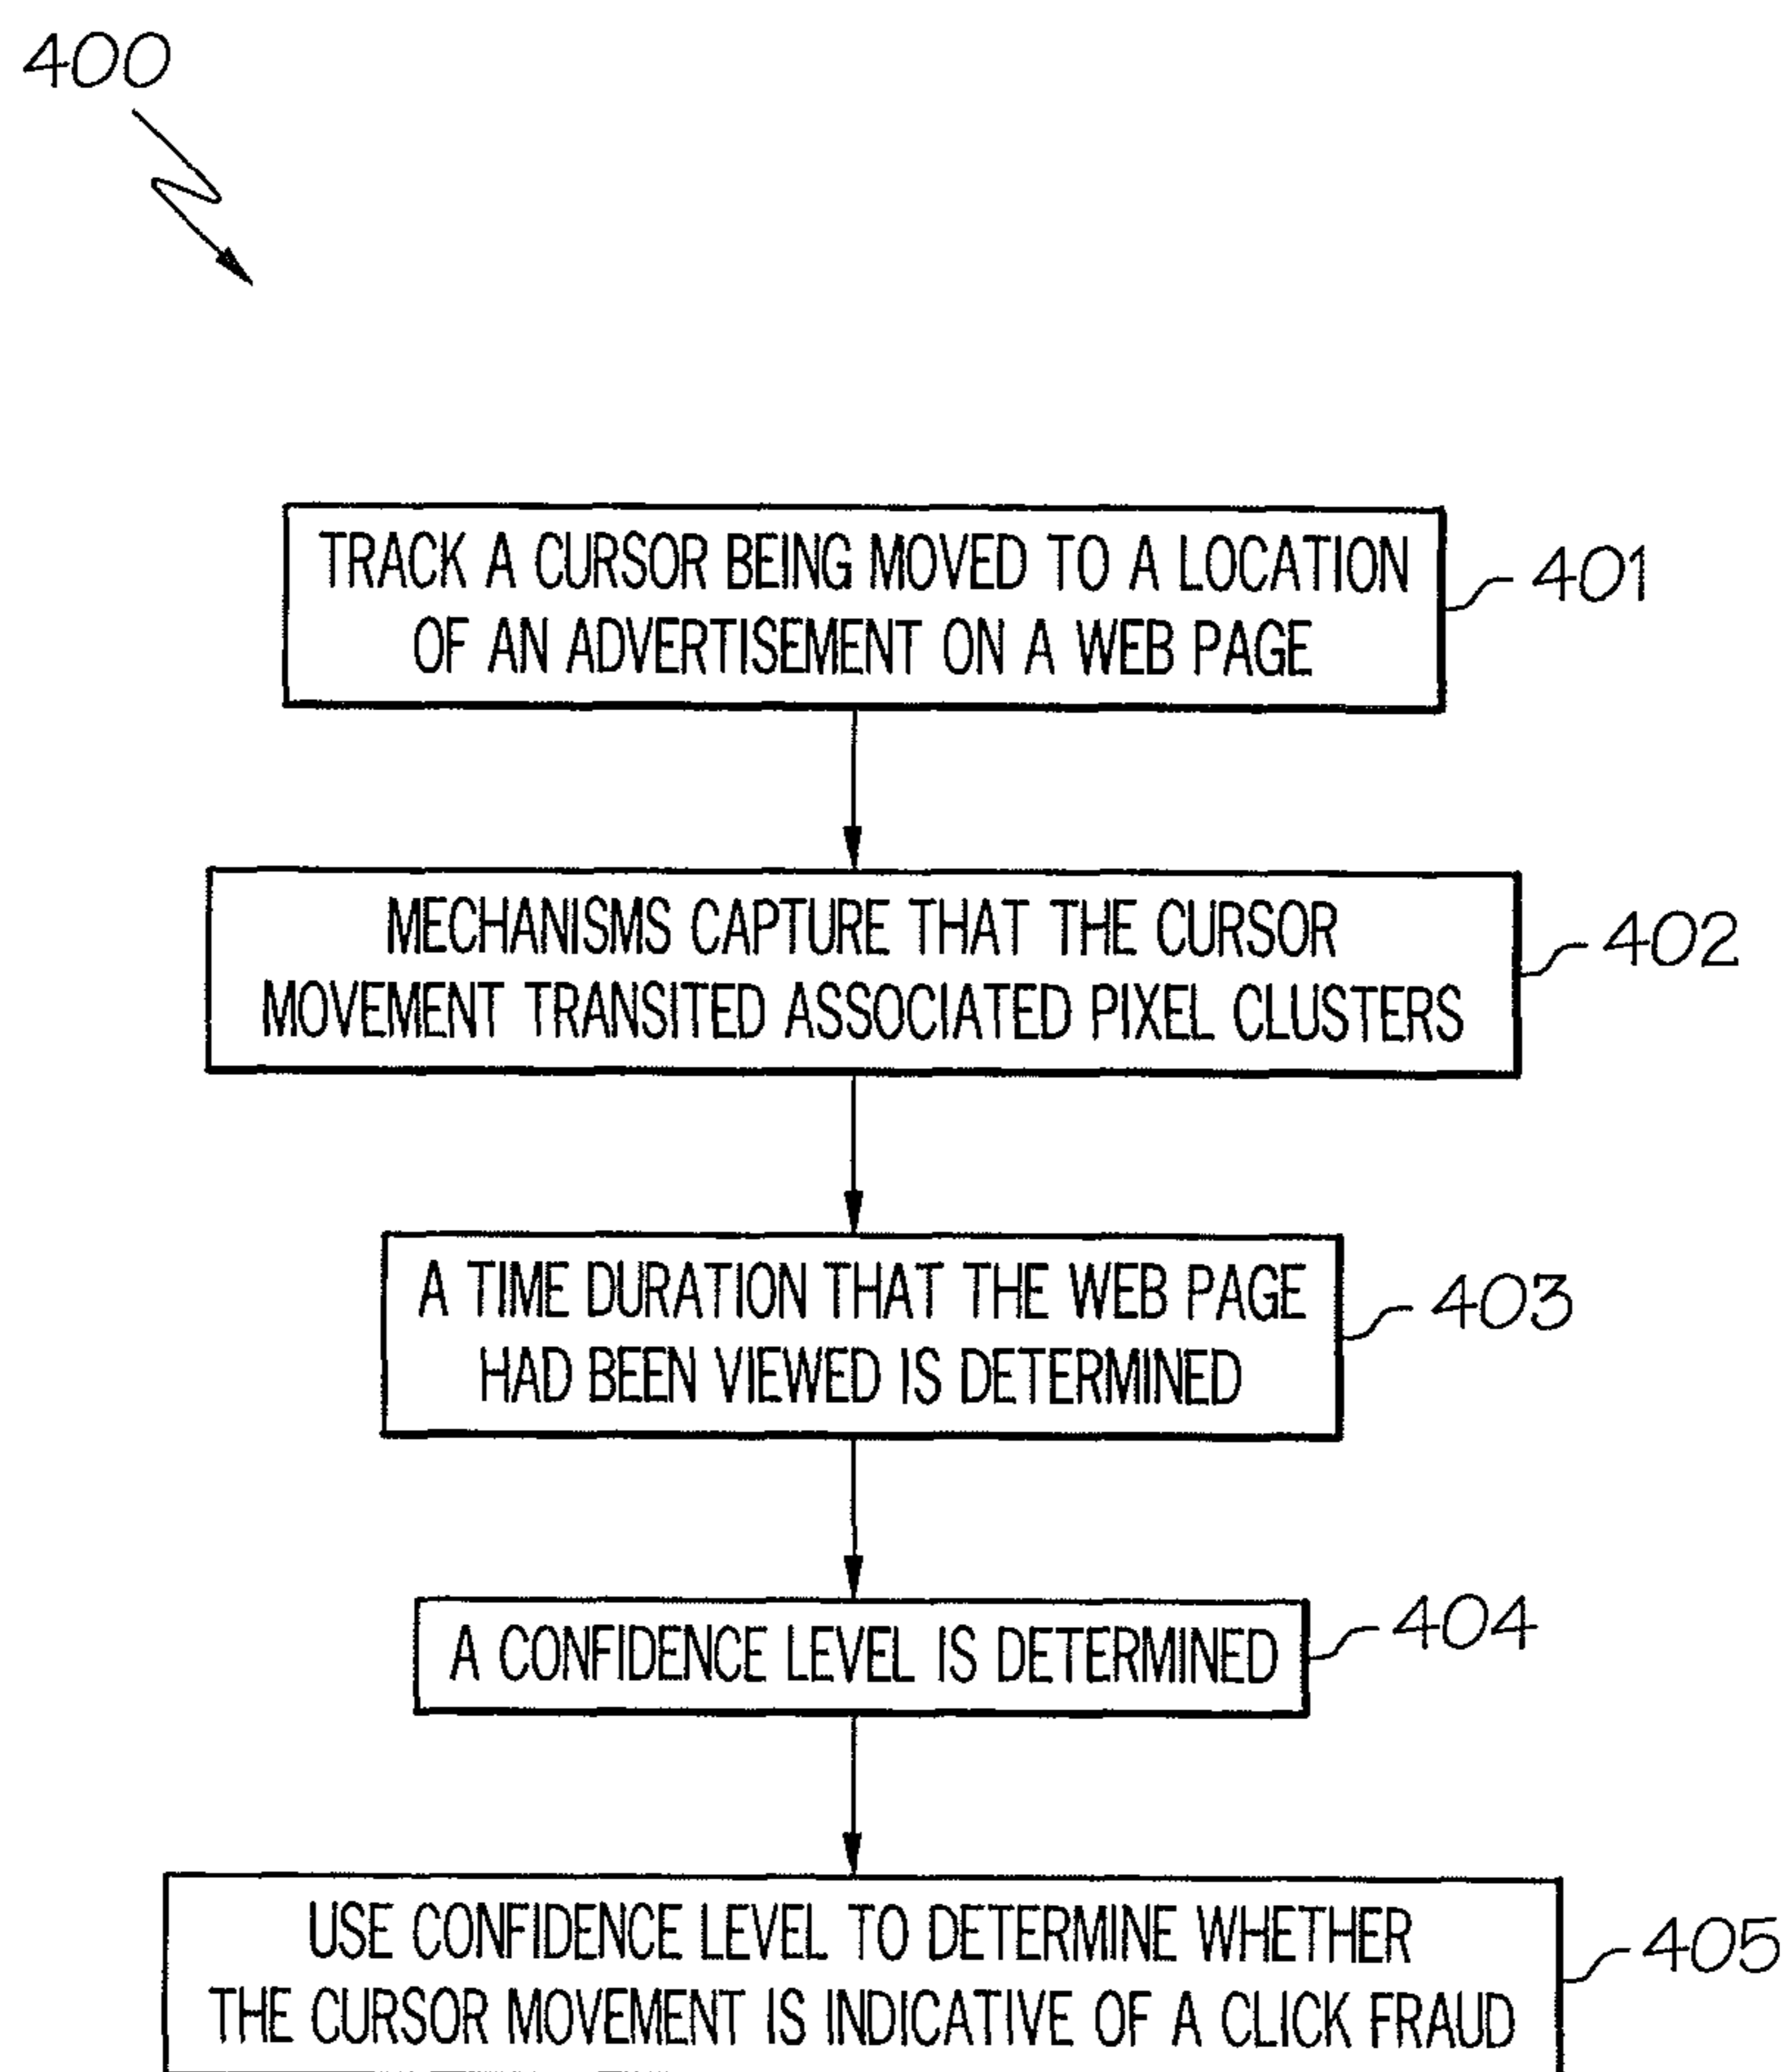 400
TRACK A CURSOR BEING MOVED TO A LOCATION
OF AN ADVERTISEMENT ON A WEB PAGE
401
MECHANISMS CAPTURE THAT THE CURSOR
MOVEMENT TRANSITED ASSOCIATED PIXEL CLUSTERS
402
A TIME DURATION THAT THE WEB PAGE
HAD BEEN VIEWED IS DETERMINED
403
A CONFIDENCE LEVEL IS DETERMINED
404
USE CONFIDENCE LEVEL TO DETERMINE WHETHER
THE CURSOR MOVEMENT IS INDICATIVE OF A CLICK FRAUD
405